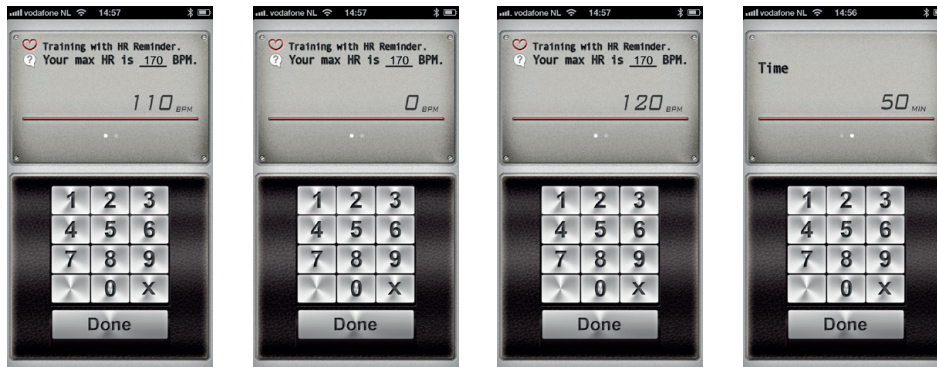 vodafone NL 14:57
Training with HR Reminder.
? Your max HR is 170 BPM.
110 BPM
1 2 3
4 5 6
7 8 9
0 X
Done
vodafone NL 14:57
Training with HR Reminder.
? Your max HR is 170 BPM.
0 BPM
1 2 3
4 5 6
7 8 9
0 X
Done
vodafone NL 14:57
Training with HR Reminder.
? Your max HR is 170 BPM.
120 BPM
1 2 3
4 5 6
7 8 9
0 X
Done
vodafone NL 14:56
Time
50 MIN
1 2 3
4 5 6
7 8 9
0 X
Done